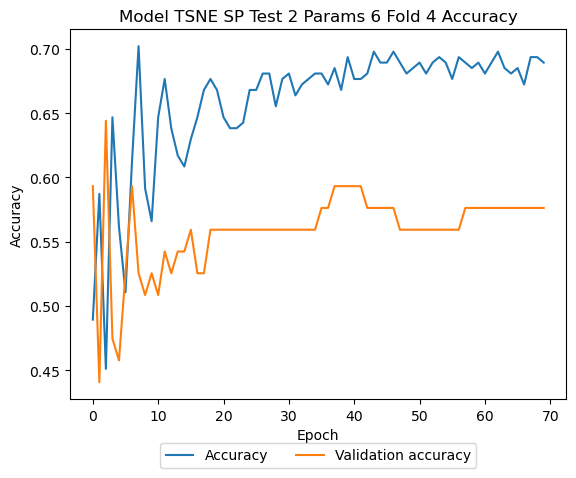 Model TSNE SP Test 2 Params 6 Fold 4 Accuracy
0.70
0.65
0.60
0.55
0.50
0.45
Accuracy
0 10 20 30 40 50 60 70
Epoch
Accuracy Validation accuracy